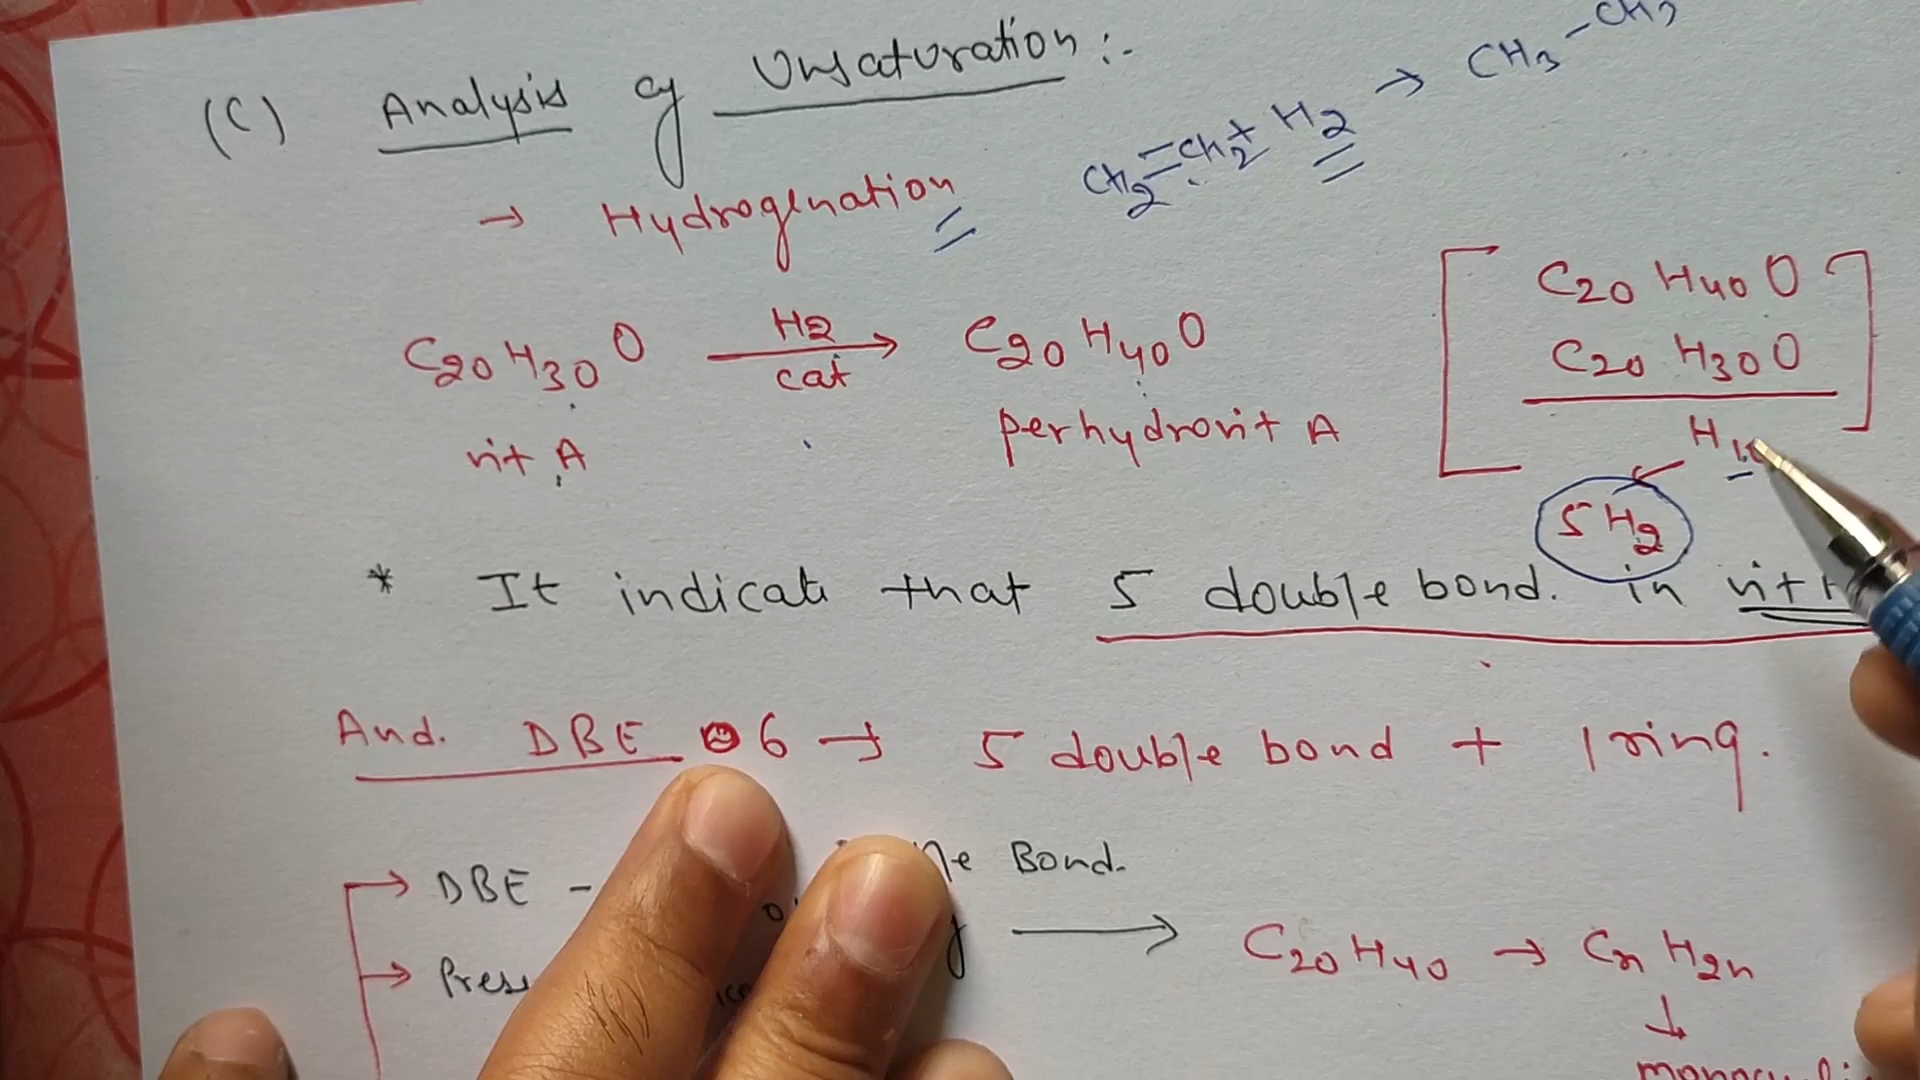 (C) Analysis of Unsaturation :-
CH2=CH2 + H2 → CH3-CH3
→ Hydrogenation
C20H30O H2 → cat C20H40O
vit A perhydrovit A
C20H40O
C20H30O
H10
5H2
* It indicate that 5 double bond. in vit
And. DBE 6 → 5 double bond + 1 ring.
→ DBE - Bond.
→ → C20H40 → CnH2n
↓